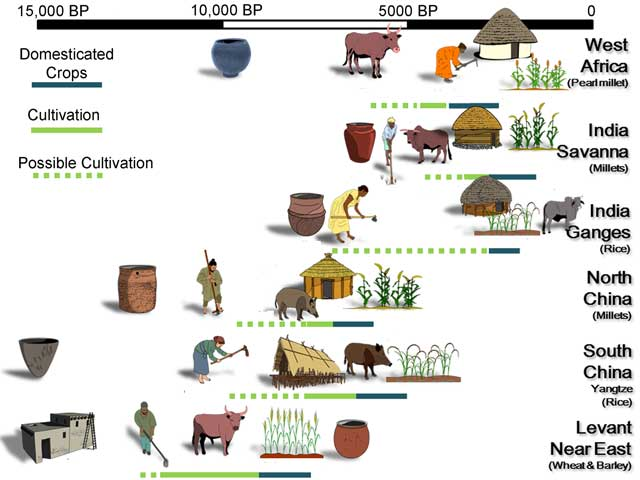 15,000 BP
10,000 BP
5000 BP
0
Domesticated
Crops
Cultivation
Possible Cultivation
West
Africa
(Pearl millet)
India
Savanna
(Millets)
India
Ganges
(Rice)
North
China
(Millets)
South
China
Yangtze
(Rice)
Levant
Near East
(Wheat & Barley)